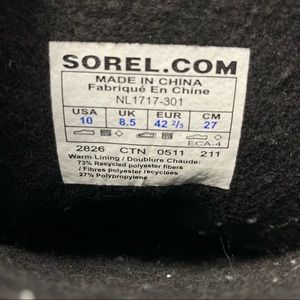 SOREL.COM
MADE IN CHINA
Fabriqué En Chine
NL1717-301
USA UK EUR CM
10 8.5 42 2/3 27
ECA-4
2826 CTN 0511 211
Warm Lining / Doublure Chaude:
73% Recycled polyester fibers
/ Fibres polyester recyclées
27% Polypropylene